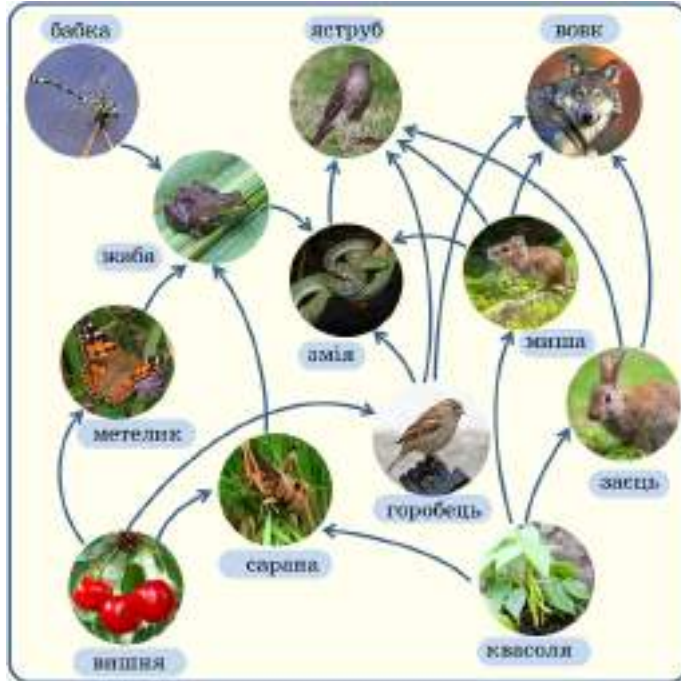 бабка
яструб
вовк
жаба
змія
миша
метелик
заєць
горобець
сарана
вишня
квасоля